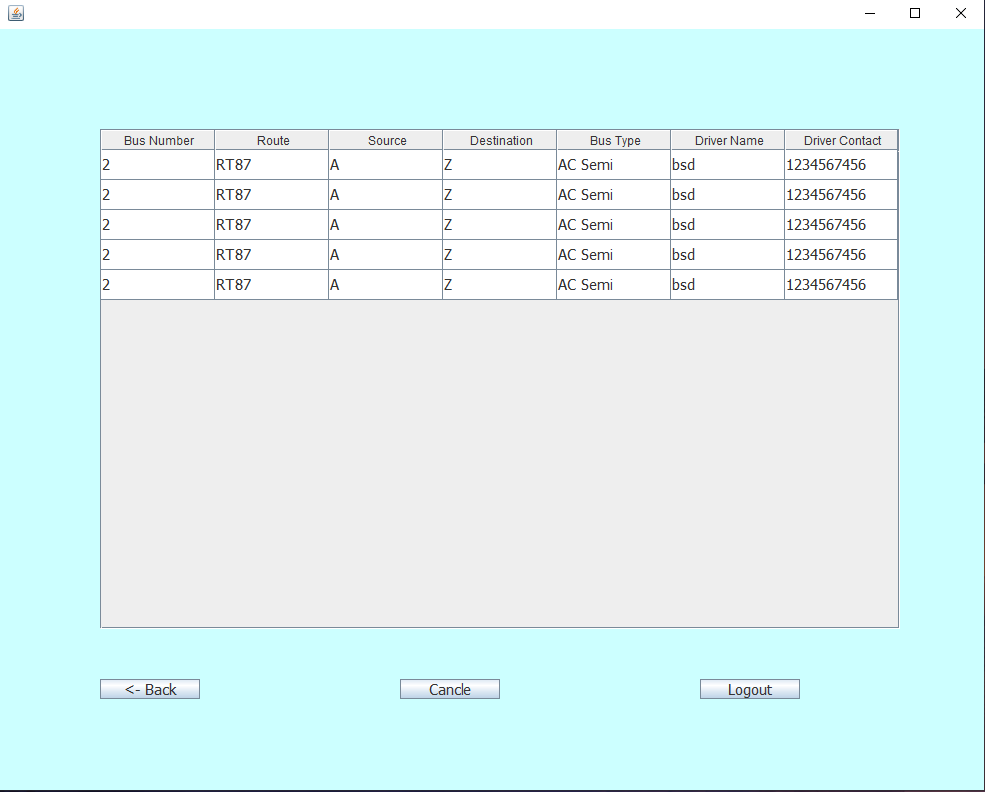 Bus Number Route Source Destination Bus Type Driver Name Driver Contact
2 RT87 A Z AC Semi bsd 1234567456
2 RT87 A Z AC Semi bsd 1234567456
2 RT87 A Z AC Semi bsd 1234567456
2 RT87 A Z AC Semi bsd 1234567456
2 RT87 A Z AC Semi bsd 1234567456
<- Back Cancle Logout